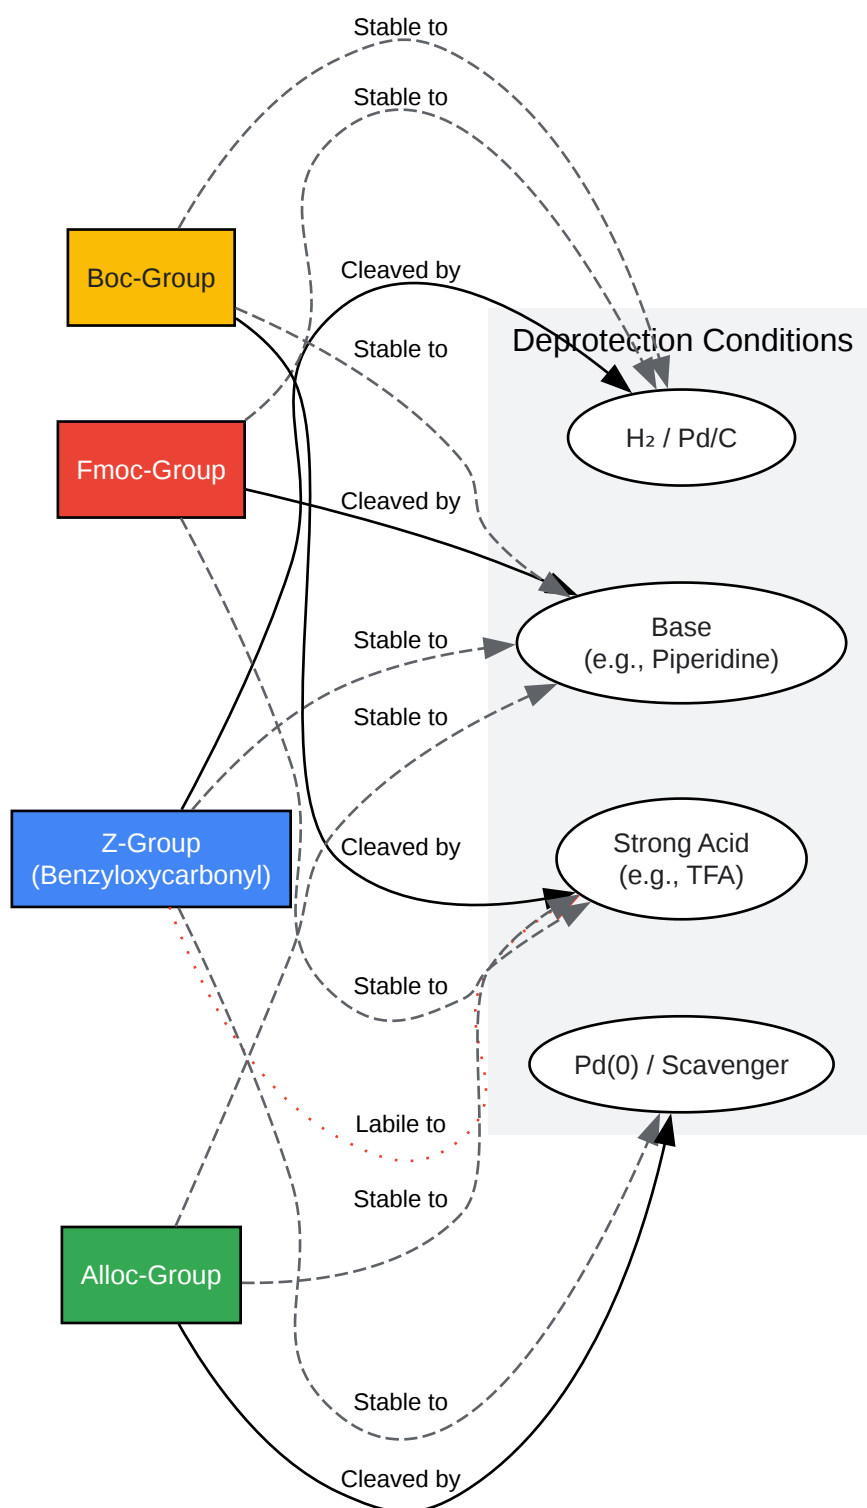 Stable to
Stable to
Boc-Group
Cleaved by
Deprotection Conditions
Stable to
H₂ / Pd/C
Fmoc-Group
Cleaved by
Base
(e.g., Piperidine)
Stable to
Stable to
Z-Group
(Benzyloxycarbonyl)
Cleaved by
Strong Acid
(e.g., TFA)
Stable to
Pd(0) / Scavenger
Labile to
Stable to
Alloc-Group
Stable to
Cleaved by